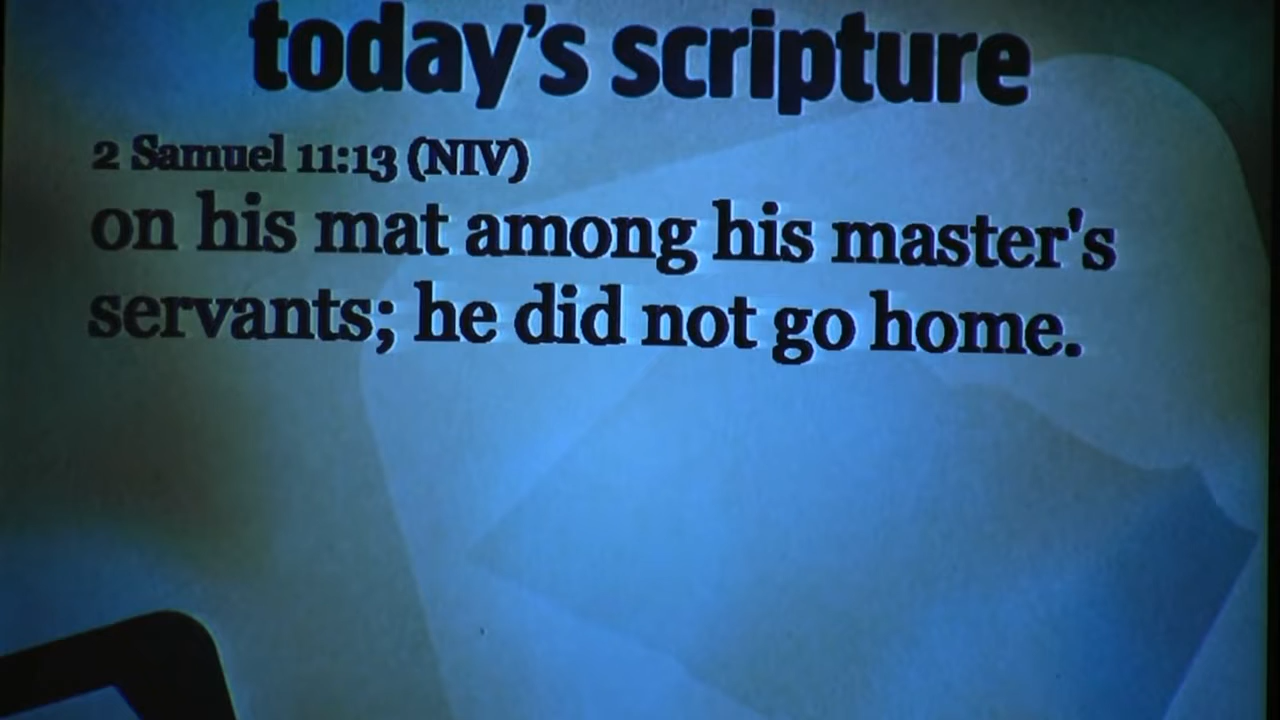 today's scripture
2 Samuel 11:13 (NIV)
on his mat among his master's
servants; he did not go home.